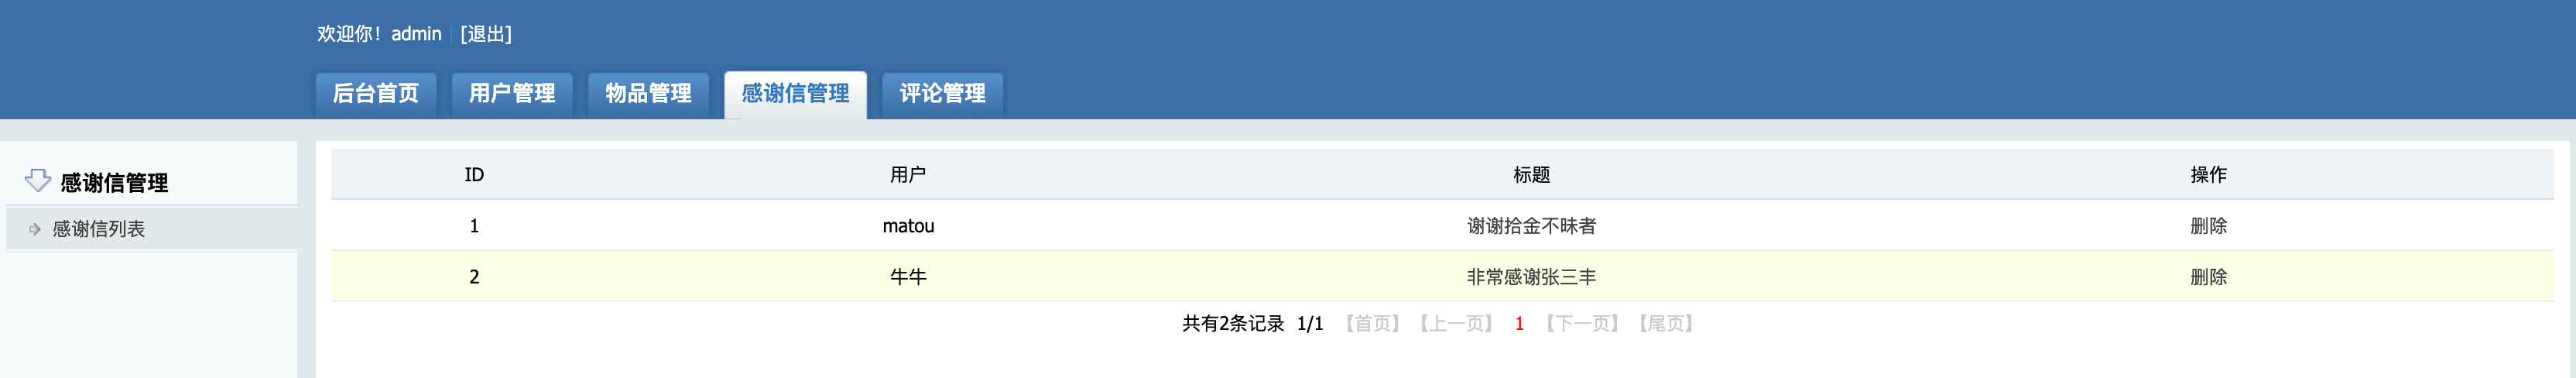 欢迎你！admin | [退出]
后台首页 用户管理 物品管理 感谢信管理 评论管理
感谢信管理
感谢信列表
ID 用户 标题 操作
1 matou 谢谢拾金不昧者 删除
2 牛牛 非常感谢张三丰 删除
共有2条记录 1/1 【首页】【上一页】 1 【下一页】【尾页】